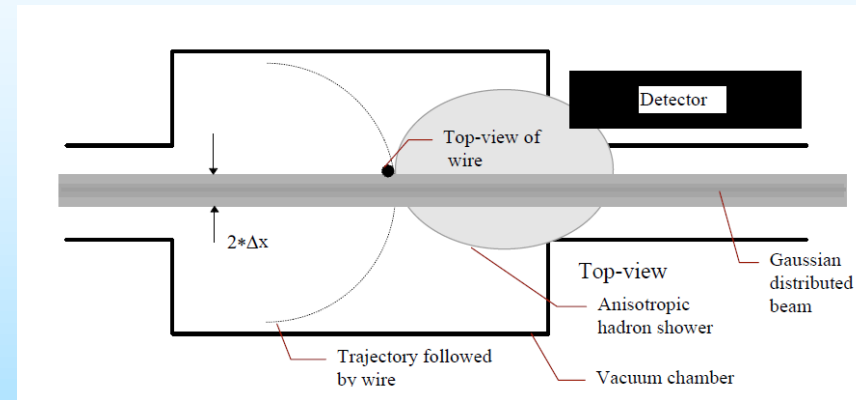 Detector
Top-view of
wire
2*Δx
Top-view
Gaussian
distributed
beam
Anisotropic
hadron shower
Trajectory followed
by wire
Vacuum chamber